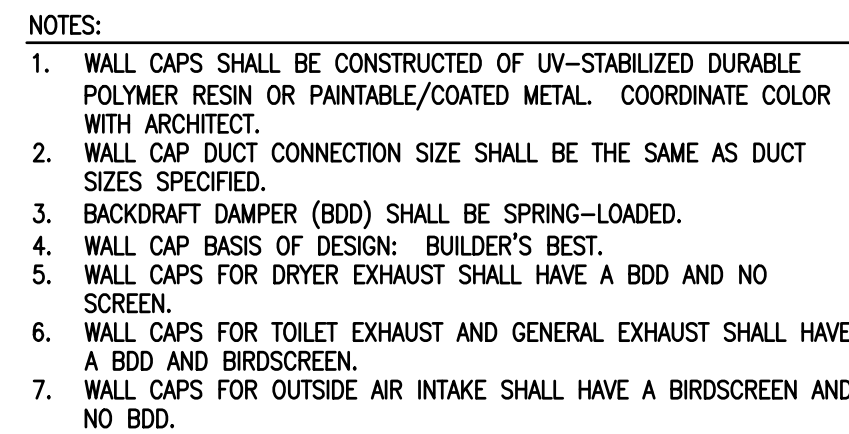 NOTES:
1. WALL CAPS SHALL BE CONSTRUCTED OF UV-STABILIZED DURABLE
POLYMER RESIN OR PAINTABLE/COATED METAL. COORDINATE COLOR
WITH ARCHITECT.
2. WALL CAP DUCT CONNECTION SIZE SHALL BE THE SAME AS DUCT
SIZES SPECIFIED.
3. BACKDRAFT DAMPER (BDD) SHALL BE SPRING-LOADED.
4. WALL CAP BASIS OF DESIGN: BUILDER'S BEST.
5. WALL CAPS FOR DRYER EXHAUST SHALL HAVE A BDD AND NO
SCREEN.
6. WALL CAPS FOR TOILET EXHAUST AND GENERAL EXHAUST SHALL HAVE
A BDD AND BIRDSCREEN.
7. WALL CAPS FOR OUTSIDE AIR INTAKE SHALL HAVE A BIRDSCREEN AND
NO BDD.